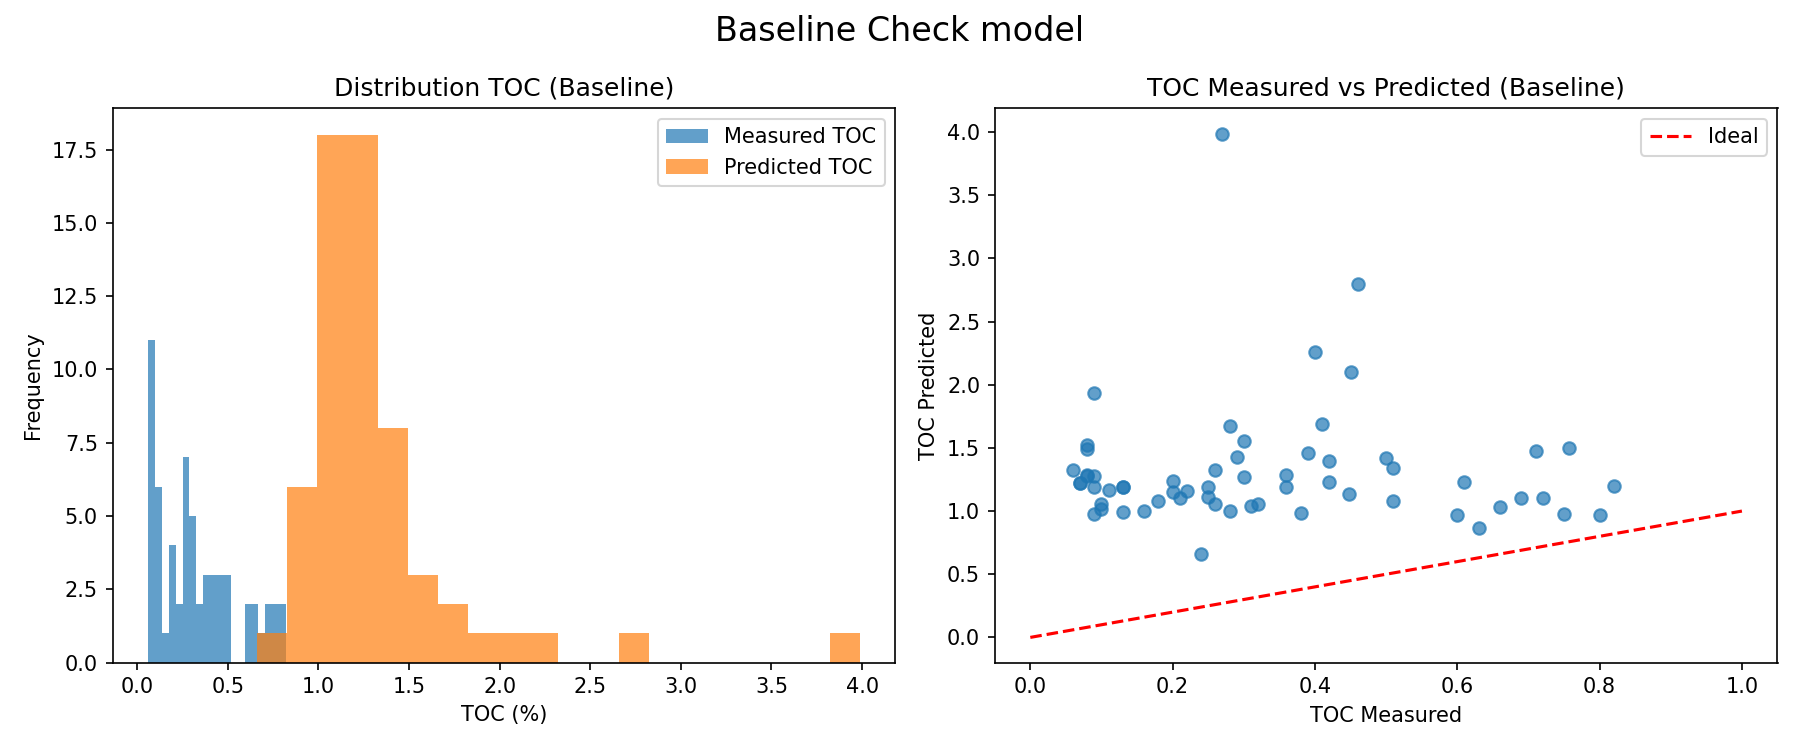 Baseline Check model
Distribution TOC (Baseline)
Measured TOC
Predicted TOC
Frequency
17.5
15.0
12.5
10.0
7.5
5.0
2.5
0.0
0.0 0.5 1.0 1.5 2.0 2.5 3.0 3.5 4.0
TOC (%)
TOC Measured vs Predicted (Baseline)
Ideal
TOC Predicted
4.0
3.5
3.0
2.5
2.0
1.5
1.0
0.5
0.0
0.0 0.2 0.4 0.6 0.8 1.0
TOC Measured